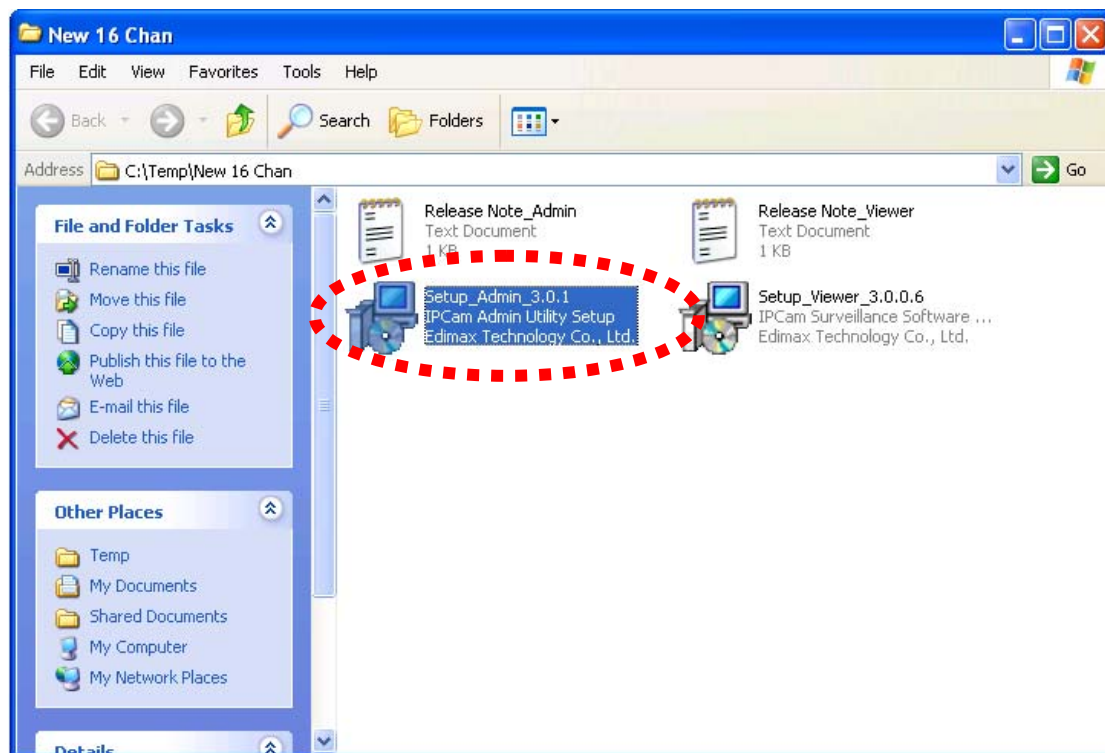 New 16 Chan
File Edit View Favorites Tools Help
Back Search Folders
Address C:\Temp\New 16 Chan Go
File and Folder Tasks
Rename this file
Move this file
Copy this file
Publish this file to the
Web
E-mail this file
Delete this file
Other Places
Temp
My Documents
Shared Documents
My Computer
My Network Places
Details
Release Note_Admin
Text Document
1 KB
Release Note_Viewer
Text Document
1 KB
Setup_Admin_3.0.1
IPCam Admin Utility Setup
Edimax Technology Co., Ltd.
Setup_Viewer_3.0.0.6
IPCam Surveillance Software ...
Edimax Technology Co., Ltd.